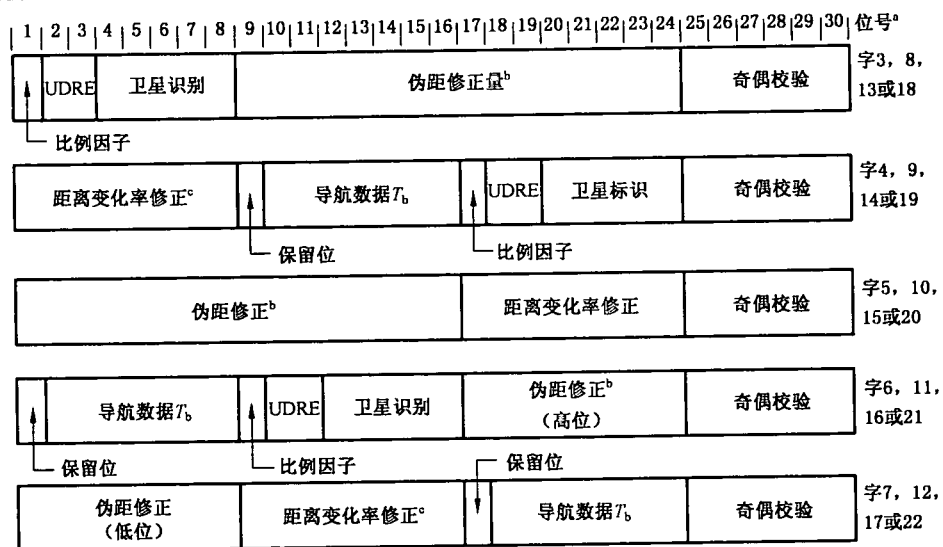 1 2 3 4 5 6 7 8 9 10 11 12 13 14 15 16 17 18 19 20 21 22 23 24 25 26 27 28 29 30 位号a
UDRE 卫星识别 伪距修正量b 奇偶校验 字3，8，
13或18
比例因子
距离变化率修正c 导航数据Tb UDRE 卫星标识 奇偶校验 字4，9，
14或19
保留位 比例因子
伪距修正b 距离变化率修正 奇偶校验 字5，10，
15或20
导航数据Tb UDRE 卫星识别 伪距修正b
（高位） 奇偶校验 字6，11，
16或21
保留位 比例因子 保留位
伪距修正
（低位） 距离变化率修正c 导航数据Tb 奇偶校验 字7，12，
17或22